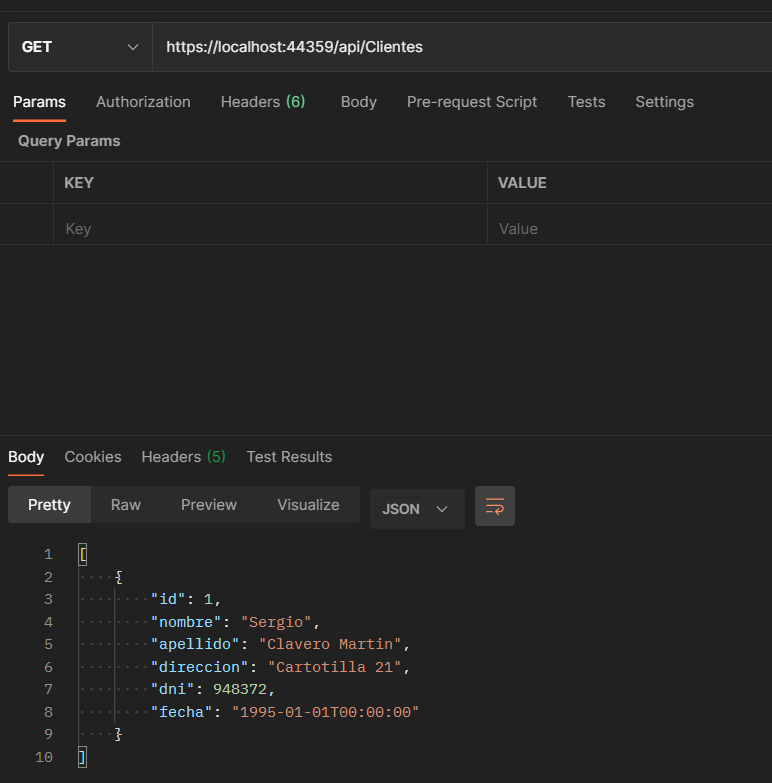 GET https://localhost:44359/api/Clientes
Params Authorization Headers (6) Body Pre-request Script Tests Settings
Query Params
KEY VALUE
Key Value
Body Cookies Headers (5) Test Results
Pretty Raw Preview Visualize JSON
1 [
2 {
3 "id": 1,
4 "nombre": "Sergio",
5 "apellido": "Clavero Martin",
6 "direccion": "Cartotilla 21",
7 "dni": 948372,
8 "fecha": "1995-01-01T00:00:00"
9 }
10 ]